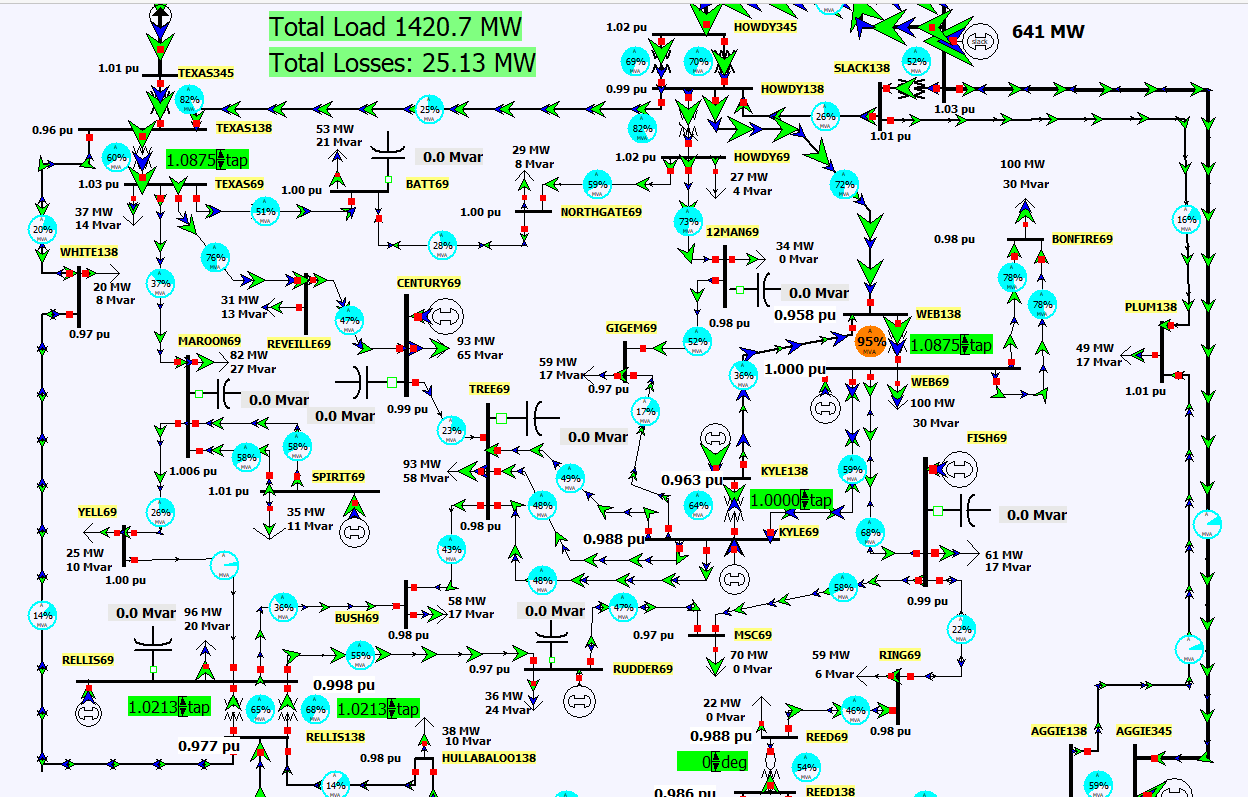 Total Load 1420.7 MW
Total Losses: 25.13 MW
1.02 pu
HOWDY345
641 MW
slack
1.01 pu
TEXAS345
69%
70%
52%
SLACK138
82%
0.99 pu
HOWDY138
1.03 pu
25%
26%
1.01 pu
0.96 pu
TEXAS138
53 MW
21 Mvar
82%
60%
1.0875 tap
0.0 Mvar
29 MW
8 Mvar
1.02 pu
HOWDY69
100 MW
30 Mvar
1.03 pu
TEXAS69
1.00 pu
BATT69
59%
27 MW
4 Mvar
72%
37 MW
14 Mvar
51%
1.00 pu
NORTHGATE69
73%
16%
20%
12MAN69
WHITE138
76%
28%
34 MW
0 Mvar
0.98 pu
BONFIRE69
20 MW
8 Mvar
37%
CENTURY69
78%
78%
31 MW
13 Mvar
0.0 Mvar
PLUM138
0.97 pu
47%
0.98 pu
0.958 pu
WEB138
MAROON69
REVEILLE69
GIGEM69
52%
95%
1.0875 tap
82 MW
27 Mvar
93 MW
65 Mvar
59 MW
17 Mvar
36%
1.000 pu
49 MW
17 Mvar
0.97 pu
WEB69
1.01 pu
0.0 Mvar
0.0 Mvar
0.99 pu
TREE69
17%
100 MW
30 Mvar
23%
0.0 Mvar
FISH69
58%
58%
1.006 pu
93 MW
58 Mvar
49%
0.963 pu
KYLE138
59%
1.01 pu
SPIRIT69
48%
64%
1.0000 tap
YELL69
26%
35 MW
11 Mvar
0.98 pu
0.988 pu
KYLE69
68%
0.0 Mvar
25 MW
10 Mvar
43%
61 MW
17 Mvar
1.00 pu
48%
58%
0.99 pu
14%
0.0 Mvar
96 MW
20 Mvar
36%
BUSH69
58 MW
17 Mvar
0.0 Mvar
47%
22%
0.98 pu
0.97 pu
MSC69
RELLIS69
55%
0.97 pu
RUDDER69
70 MW
0 Mvar
59 MW
6 Mvar
RING69
0.998 pu
1.0213 tap
65%
68%
1.0213 tap
36 MW
24 Mvar
22 MW
0 Mvar
46%
0.98 pu
0.977 pu
RELLIS138
38 MW
10 Mvar
0.988 pu
REED69
AGGIE138
AGGIE345
0.98 pu
HULLABALOO138
0 deg
54%
14%
59%
0.986 pu
REED138